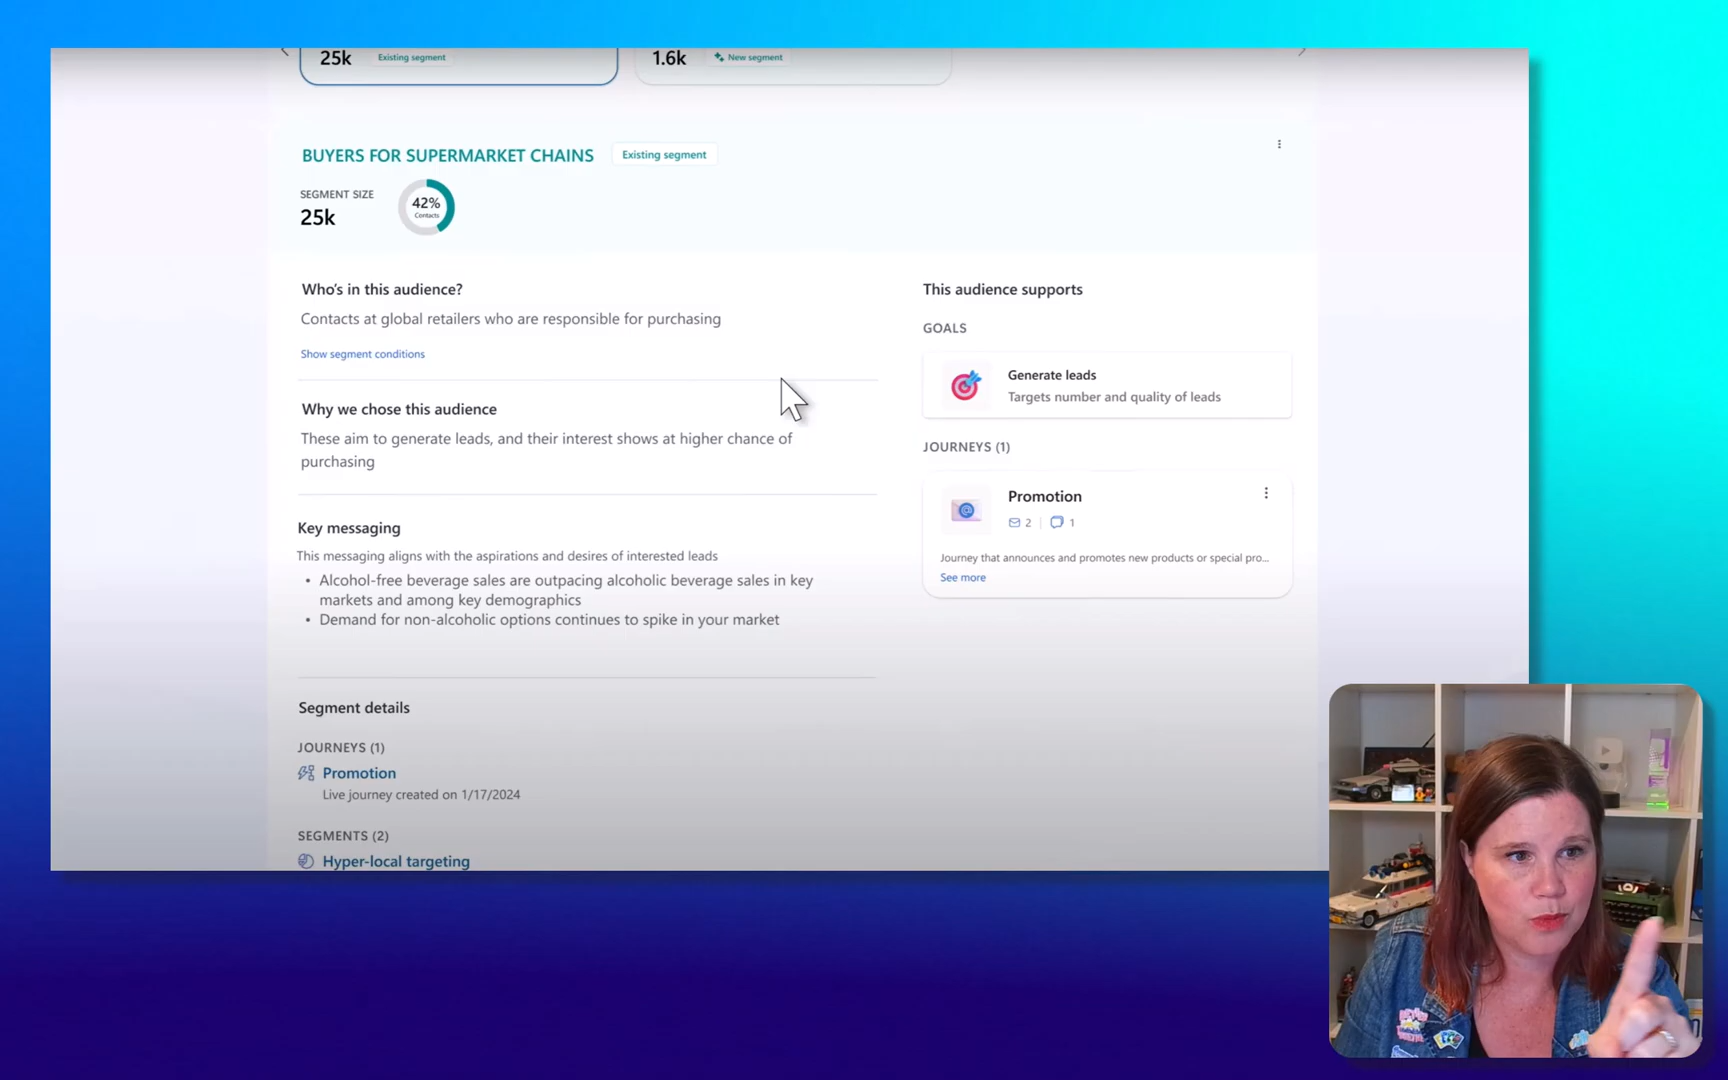 25k Existing segment
1.6k New segment
BUYERS FOR SUPERMARKET CHAINS Existing segment
SEGMENT SIZE
25k
42%
Contacts
Who's in this audience?
Contacts at global retailers who are responsible for purchasing
Show segment conditions
Why we chose this audience
These aim to generate leads, and their interest shows at higher chance of
purchasing
Key messaging
This messaging aligns with the aspirations and desires of interested leads
• Alcohol-free beverage sales are outpacing alcoholic beverage sales in key
markets and among key demographics
• Demand for non-alcoholic options continues to spike in your market
Segment details
JOURNEYS (1)
Promotion
Live journey created on 1/17/2024
SEGMENTS (2)
Hyper-local targeting
This audience supports
GOALS
Generate leads
Targets number and quality of leads
JOURNEYS (1)
Promotion
2 | 1
Journey that announces and promotes new products or special pro...
See more